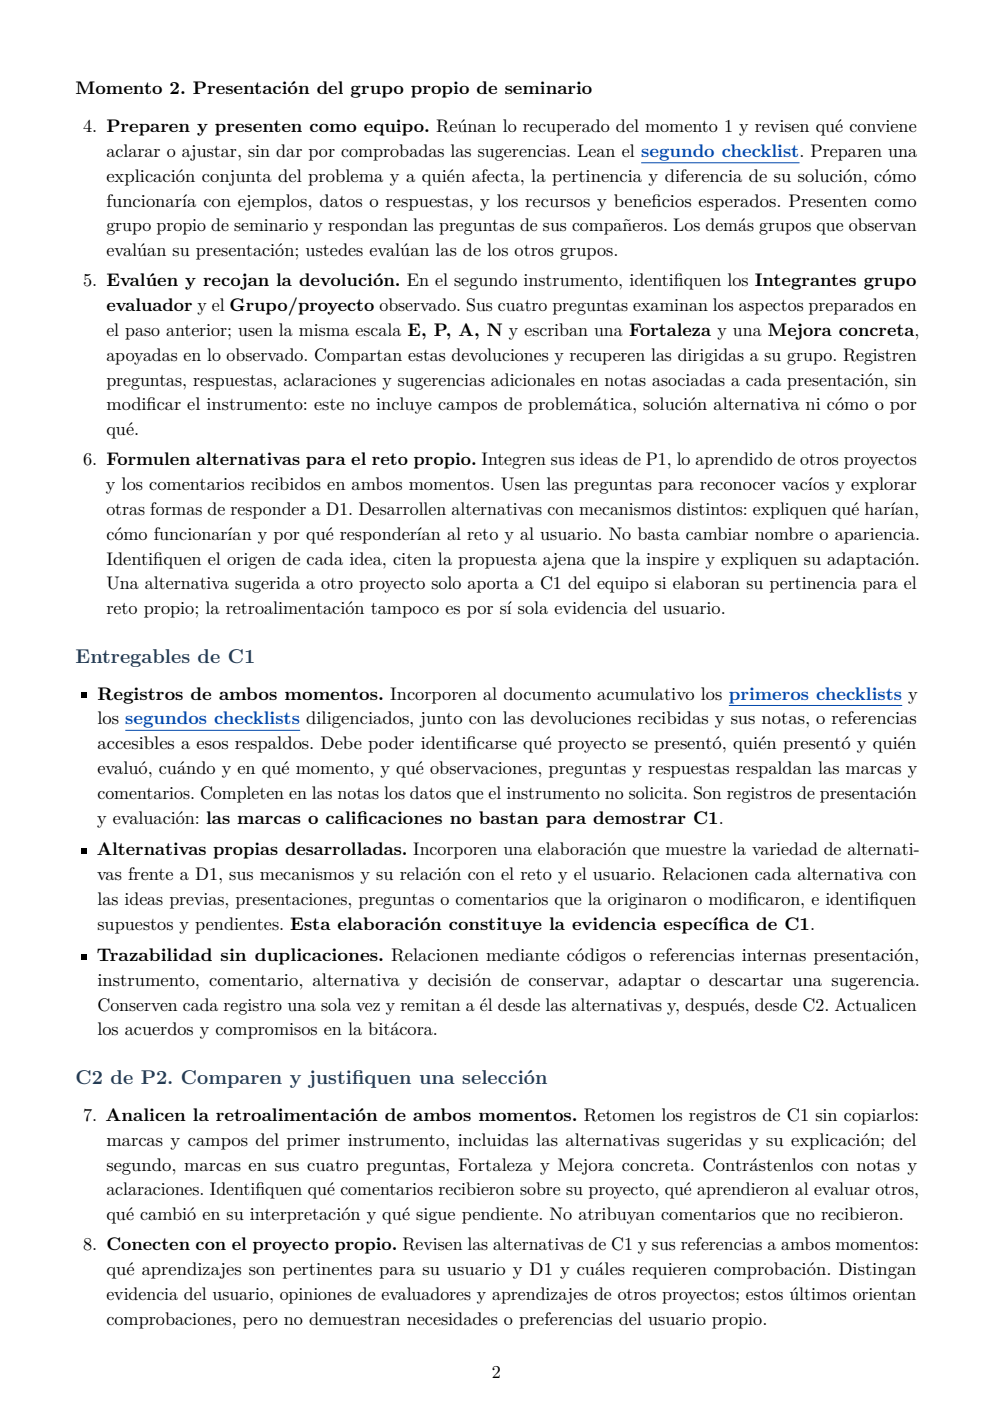 Momento 2. Presentación del grupo propio de seminario
4. Preparen y presenten como equipo. Reúnan lo recuperado del momento 1 y revisen qué conviene
aclarar o ajustar, sin dar por comprobadas las sugerencias. Lean el segundo checklist. Preparen una
explicación conjunta del problema y a quién afecta, la pertinencia y diferencia de su solución, cómo
funcionaría con ejemplos, datos o respuestas, y los recursos y beneficios esperados. Presenten como
grupo propio de seminario y respondan las preguntas de sus compañeros. Los demás grupos que observan
evalúan su presentación; ustedes evalúan las de los otros grupos.
5. Evalúen y recojan la devolución. En el segundo instrumento, identifiquen los Integrantes grupo
evaluador y el Grupo/proyecto observado. Sus cuatro preguntas examinan los aspectos preparados en
el paso anterior; usen la misma escala E, P, A, N y escriban una Fortaleza y una Mejora concreta,
apoyadas en lo observado. Compartan estas devoluciones y recuperen las dirigidas a su grupo. Registren
preguntas, respuestas, aclaraciones y sugerencias adicionales en notas asociadas a cada presentación, sin
modificar el instrumento: este no incluye campos de problemática, solución alternativa ni cómo o por
qué.
6. Formulen alternativas para el reto propio. Integren sus ideas de P1, lo aprendido de otros proyectos
y los comentarios recibidos en ambos momentos. Usen las preguntas para reconocer vacíos y explorar
otras formas de responder a D1. Desarrollen alternativas con mecanismos distintos: expliquen qué harían,
cómo funcionarían y por qué responderían al reto y al usuario. No basta cambiar nombre o apariencia.
Identifiquen el origen de cada idea, citen la propuesta ajena que la inspire y expliquen su adaptación.
Una alternativa sugerida a otro proyecto solo aporta a C1 del equipo si elaboran su pertinencia para el
reto propio; la retroalimentación tampoco es por sí sola evidencia del usuario.
Entregables de C1
▪ Registros de ambos momentos. Incorporen al documento acumulativo los primeros checklists y
los segundos checklists diligenciados, junto con las devoluciones recibidas y sus notas, o referencias
accesibles a esos respaldos. Debe poder identificarse qué proyecto se presentó, quién presentó y quién
evaluó, cuándo y en qué momento, y qué observaciones, preguntas y respuestas respaldan las marcas y
comentarios. Completen en las notas los datos que el instrumento no solicita. Son registros de presentación
y evaluación: las marcas o calificaciones no bastan para demostrar C1.
▪ Alternativas propias desarrolladas. Incorporen una elaboración que muestre la variedad de alternati-
vas frente a D1, sus mecanismos y su relación con el reto y el usuario. Relacionen cada alternativa con
las ideas previas, presentaciones, preguntas o comentarios que la originaron o modificaron, e identifiquen
supuestos y pendientes. Esta elaboración constituye la evidencia específica de C1.
▪ Trazabilidad sin duplicaciones. Relacionen mediante códigos o referencias internas presentación,
instrumento, comentario, alternativa y decisión de conservar, adaptar o descartar una sugerencia.
Conserven cada registro una sola vez y remitan a él desde las alternativas y, después, desde C2. Actualicen
los acuerdos y compromisos en la bitácora.
C2 de P2. Comparen y justifiquen una selección
7. Analicen la retroalimentación de ambos momentos. Retomen los registros de C1 sin copiarlos:
marcas y campos del primer instrumento, incluidas las alternativas sugeridas y su explicación; del
segundo, marcas en sus cuatro preguntas, Fortaleza y Mejora concreta. Contrástenlos con notas y
aclaraciones. Identifiquen qué comentarios recibieron sobre su proyecto, qué aprendieron al evaluar otros,
qué cambió en su interpretación y qué sigue pendiente. No atribuyan comentarios que no recibieron.
8. Conecten con el proyecto propio. Revisen las alternativas de C1 y sus referencias a ambos momentos:
qué aprendizajes son pertinentes para su usuario y D1 y cuáles requieren comprobación. Distingan
evidencia del usuario, opiniones de evaluadores y aprendizajes de otros proyectos; estos últimos orientan
comprobaciones, pero no demuestran necesidades o preferencias del usuario propio.
2